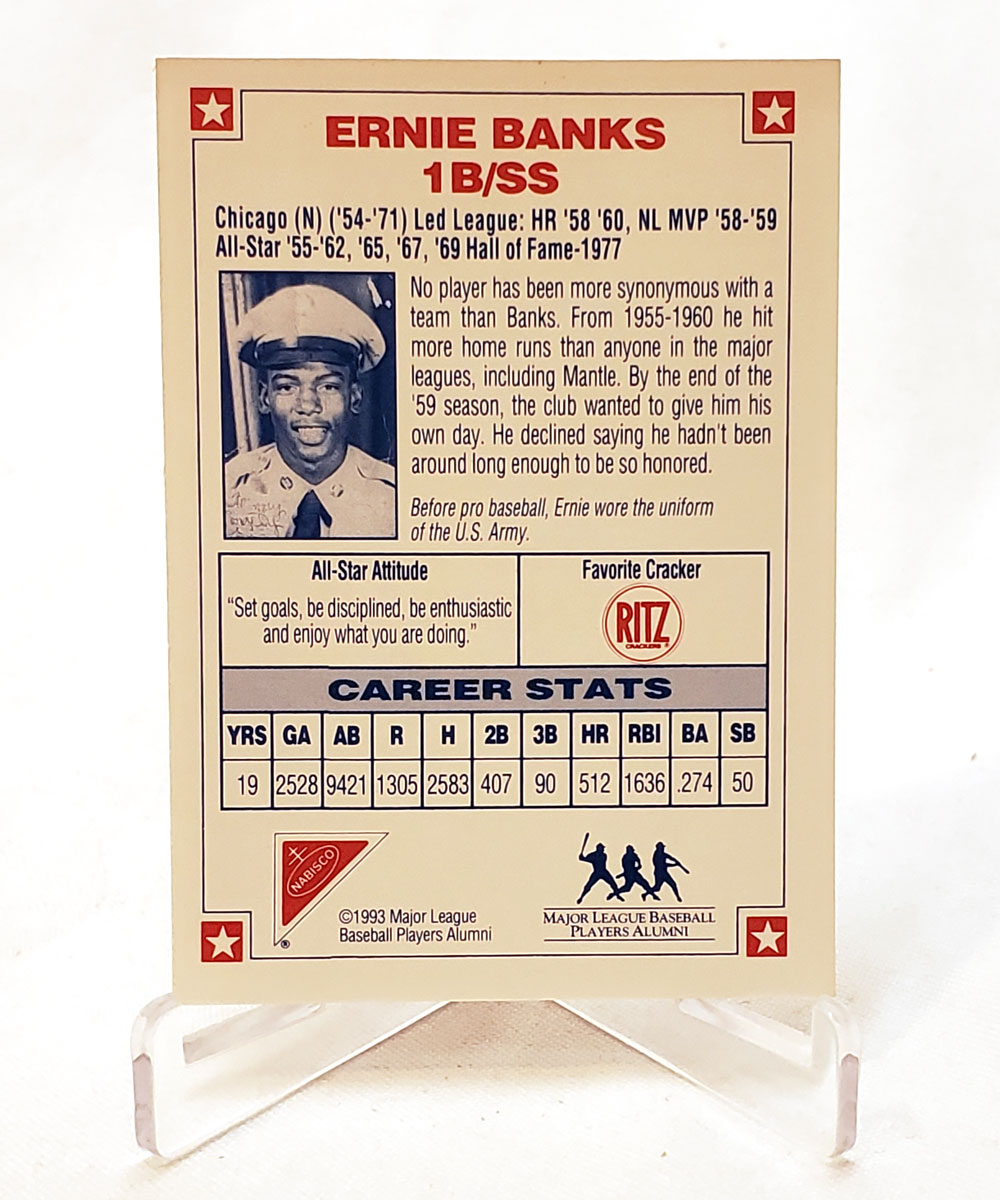 ERNIE BANKS
1B/SS
Chicago (N) ('54-'71) Led League: HR '58 '60, NL MVP '58-'59
All-Star '55-'62, '65, '67, '69 Hall of Fame-1977
No player has been more synonymous with a
team than Banks. From 1955-1960 he hit
more home runs than anyone in the major
leagues, including Mantle. By the end of the
'59 season, the club wanted to give him his
own day. He declined saying he hadn't been
around long enough to be so honored.
Before pro baseball, Ernie wore the uniform
of the U.S. Army.
All-Star Attitude
“Set goals, be disciplined, be enthusiastic
and enjoy what you are doing.”
Favorite Cracker
RITZ
CRACKERS ®
CAREER STATS
YRS GA AB R H 2B 3B HR RBI BA SB
19 2528 9421 1305 2583 407 90 512 1636 .274 50
NABISCO
®
©1993 Major League
Baseball Players Alumni
MAJOR LEAGUE BASEBALL
PLAYERS ALUMNI